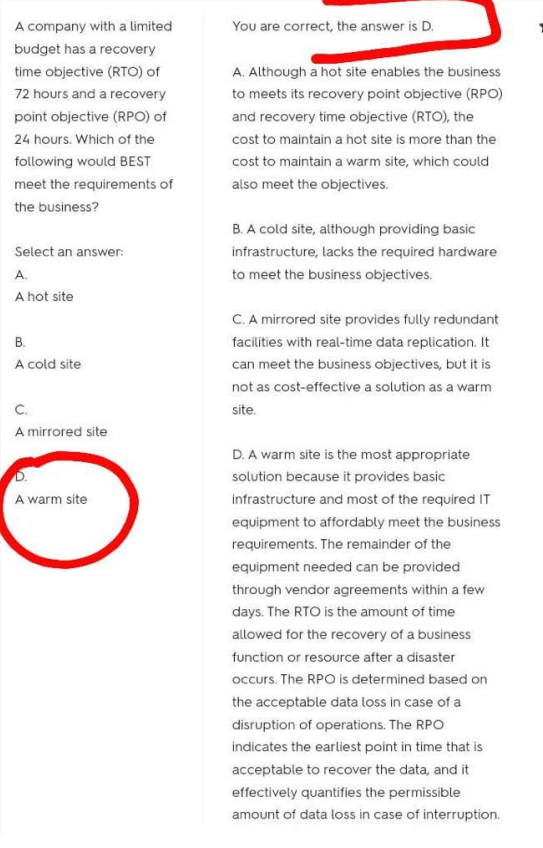 A company with a limited
budget has a recovery
time objective (RTO) of
72 hours and a recovery
point objective (RPO) of
24 hours. Which of the
following would BEST
meet the requirements of
the business?
Select an answer:
A.
A hot site
B.
A cold site
C.
A mirrored site
D.
A warm site
You are correct, the answer is D.
A. Although a hot site enables the business
to meets its recovery point objective (RPO)
and recovery time objective (RTO), the
cost to maintain a hot site is more than the
cost to maintain a warm site, which could
also meet the objectives.
B. A cold site, although providing basic
infrastructure, lacks the required hardware
to meet the business objectives.
C. A mirrored site provides fully redundant
facilities with real-time data replication. It
can meet the business objectives, but it is
not as cost-effective a solution as a warm
site.
D. A warm site is the most appropriate
solution because it provides basic
infrastructure and most of the required IT
equipment to affordably meet the business
requirements. The remainder of the
equipment needed can be provided
through vendor agreements within a few
days. The RTO is the amount of time
allowed for the recovery of a business
function or resource after a disaster
occurs. The RPO is determined based on
the acceptable data loss in case of a
disruption of operations. The RPO
indicates the earliest point in time that is
acceptable to recover the data, and it
effectively quantifies the permissible
amount of data loss in case of interruption.